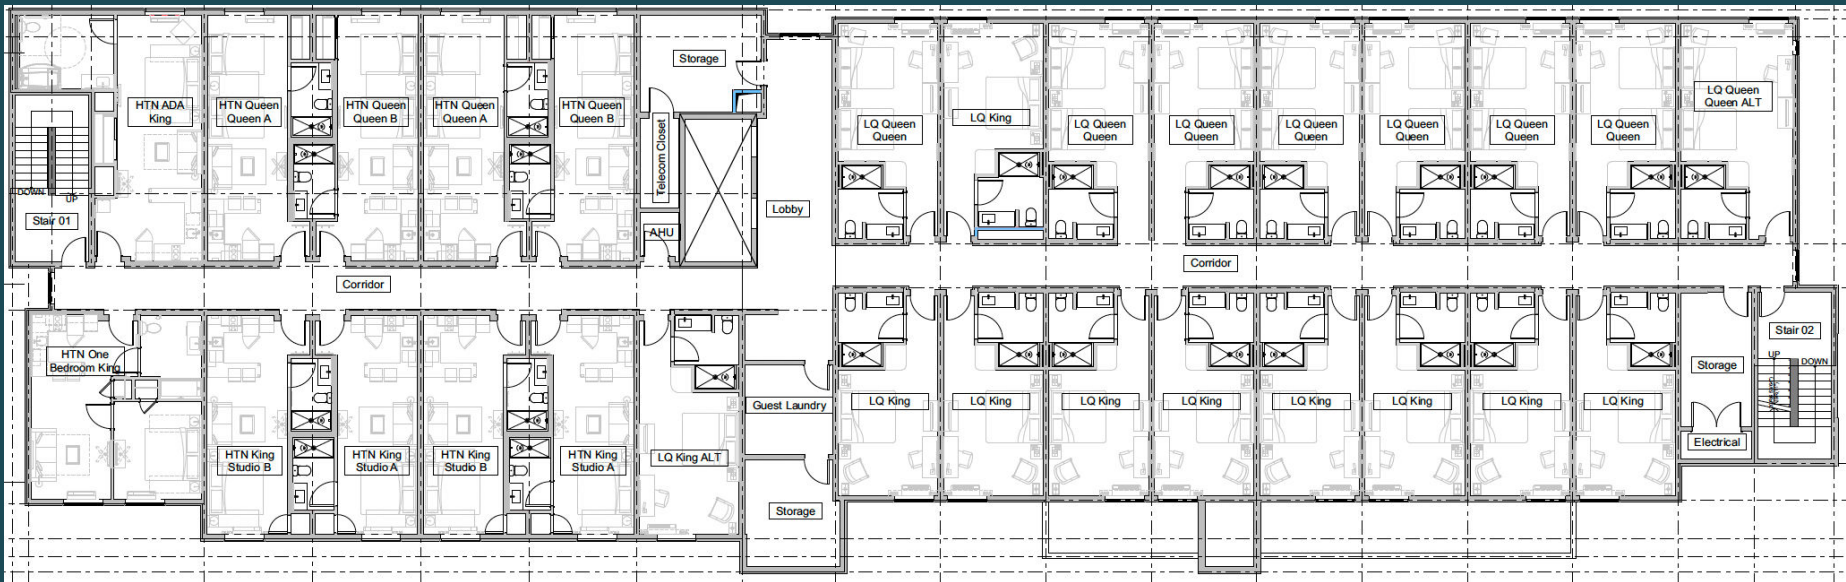 Storage
HTN ADA
King
HTN Queen
Queen A
HTN Queen
Queen B
HTN Queen
Queen A
HTN Queen
Queen B
LQ Queen
Queen ALT
LQ Queen
Queen
LQ King
LQ Queen
Queen
LQ Queen
Queen
LQ Queen
Queen
LQ Queen
Queen
LQ Queen
Queen
LQ Queen
Queen
Telecom Closet
DOWN
UP
Stair 01
Lobby
AHU
Corridor
Corridor
HTN One
Bedroom King
Stair 02
UP
DOWN
Storage
Guest Laundry
LQ King
LQ King
LQ King
LQ King
LQ King
LQ King
LQ King
LQ King
Electrical
HTN King
Studio B
HTN King
Studio A
HTN King
Studio B
HTN King
Studio A
LQ King ALT
Storage